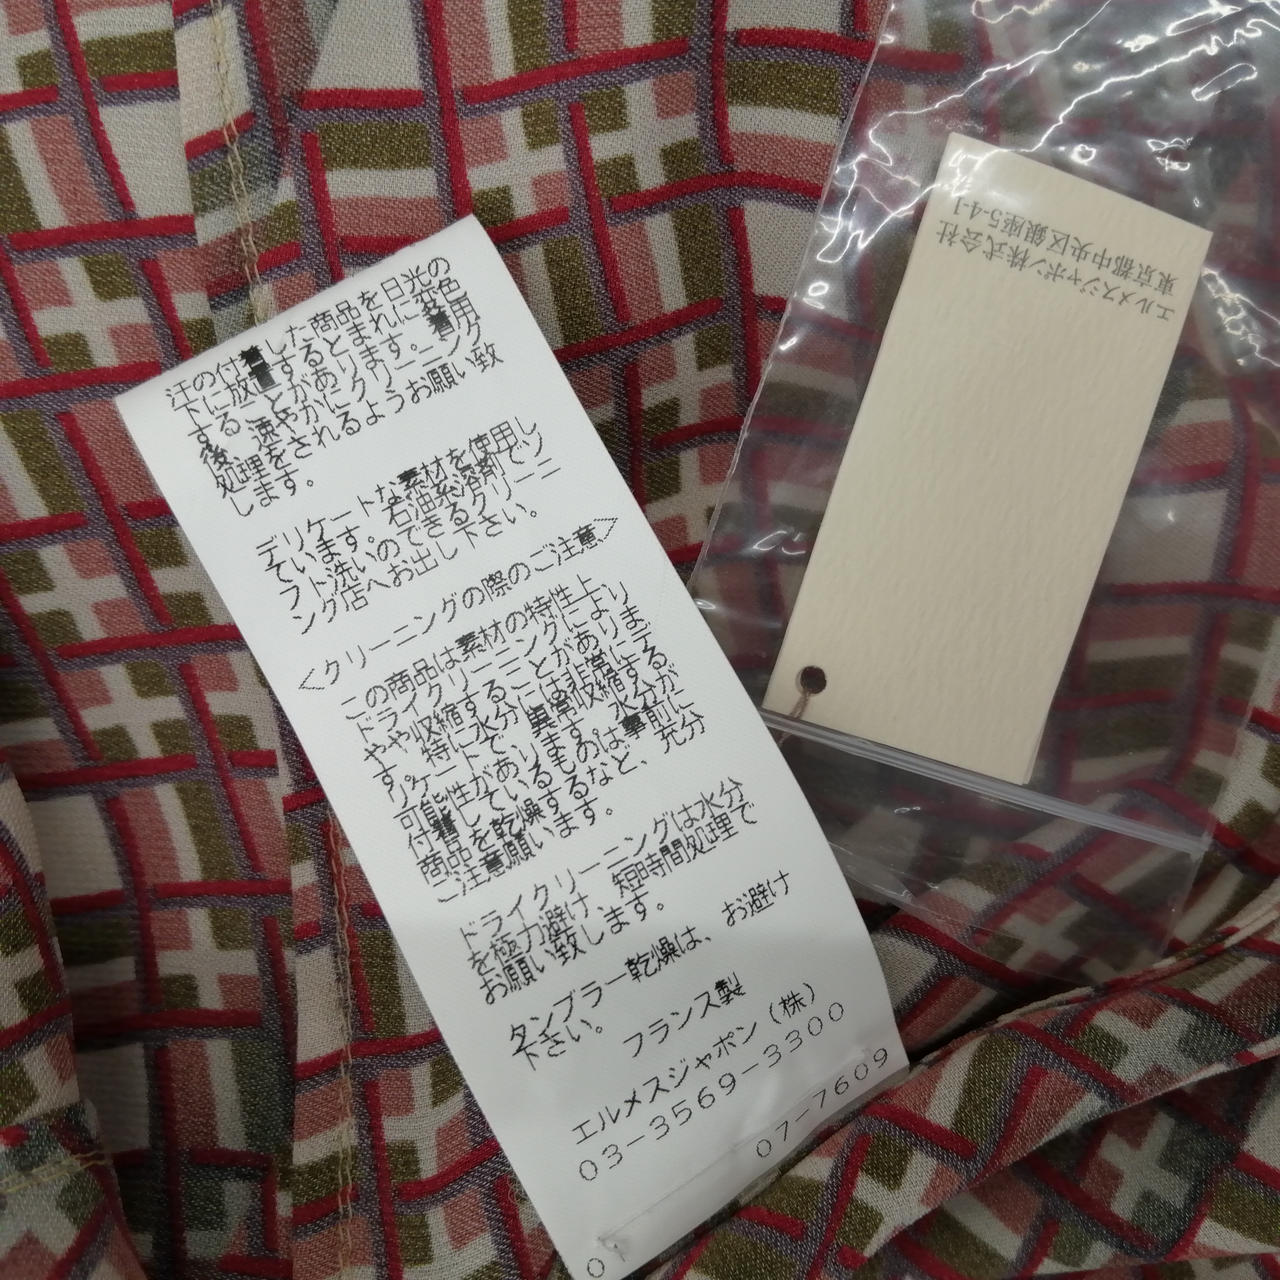 汗の付着した商品を日光の
下に放置するとまれに変色
することがあります。着用
後、速やかにクリーニング
処理をされるようお願い致
します。
デリケートな素材を使用し
ています。石油系溶剤でソ
フト洗いのできるクリーニ
ング店へお出し下さい。
<クリーニングの際のご注意>
この商品は素材の特性上
ドライクリーニングにより
やや収縮することがありま
す。特に水分には非常にデ
リケートで、異常収縮する
可能性があります。水分が
付着しているものは事前に
商品を乾燥するなど、充分
ご注意願います。
ドライクリーニングは水分
を極力避け、短時間処理で
お願い致します。
タンブラー乾燥は、お避け
下さい。
フランス製
エルメスジャポン（株）
03-3569-3300
07-7609
エルメスジャポン株式会社
東京都中央区銀座5-4-1